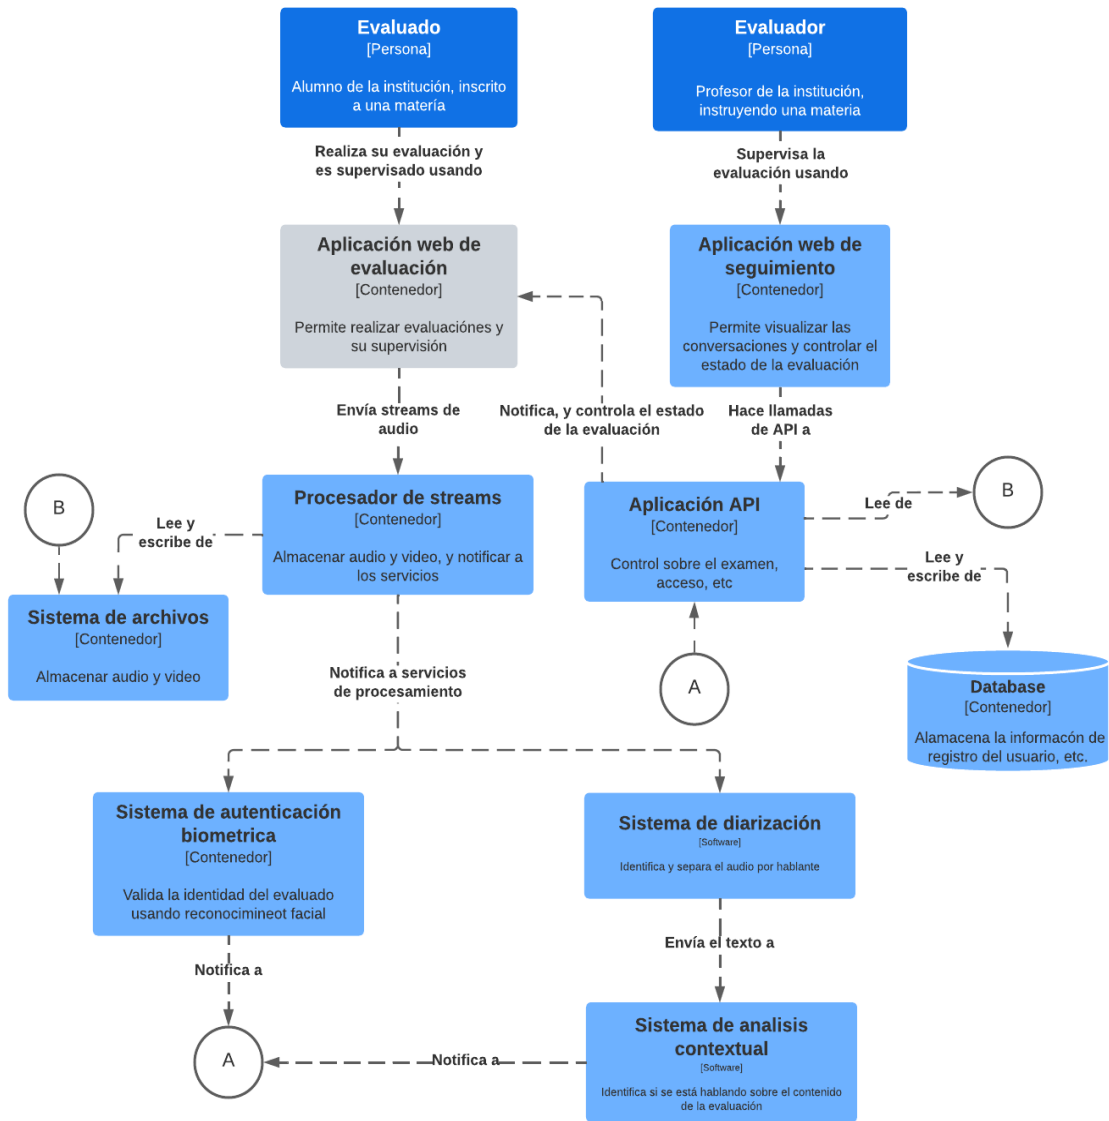 Evaluado
[Persona]
Alumno de la institución, inscrito
a una matería
Evaluador
[Persona]
Profesor de la institución,
instruyendo una materia
Realiza su evaluación y
es supervisado usando
Supervisa la
evaluación usando
Aplicación web de
evaluación
[Contenedor]
Permite realizar evaluaciónes y
su supervisión
Aplicación web de
seguimiento
[Contenedor]
Permite visualizar las
conversaciones y controlar el
estado de la evaluación
Envía streams de
audio
Notifica, y controla el estado
de la evaluación
Hace llamadas
de API a
B
Lee y
escribe de
Procesador de streams
[Contenedor]
Almacenar audio y video, y notificar a
los servicios
Aplicación API
[Contenedor]
Control sobre el examen,
acceso, etc
Lee de
B
Lee y
escribe de
Sistema de archivos
[Contenedor]
Almacenar audio y video
Notifica a servicios
de procesamiento
A
Database
[Contenedor]
Alamacena la informacón de
registro del usuario, etc.
Sistema de autenticación
biometrica
[Contenedor]
Valida la identidad del evaluado
usando reconocimineot facial
Sistema de diarización
[Software]
Identifica y separa el audio por hablante
Notifica a
Envía el texto a
A
Notifica a
Sistema de analisis
contextual
[Software]
Identifica si se está hablando sobre el contenido
de la evaluación